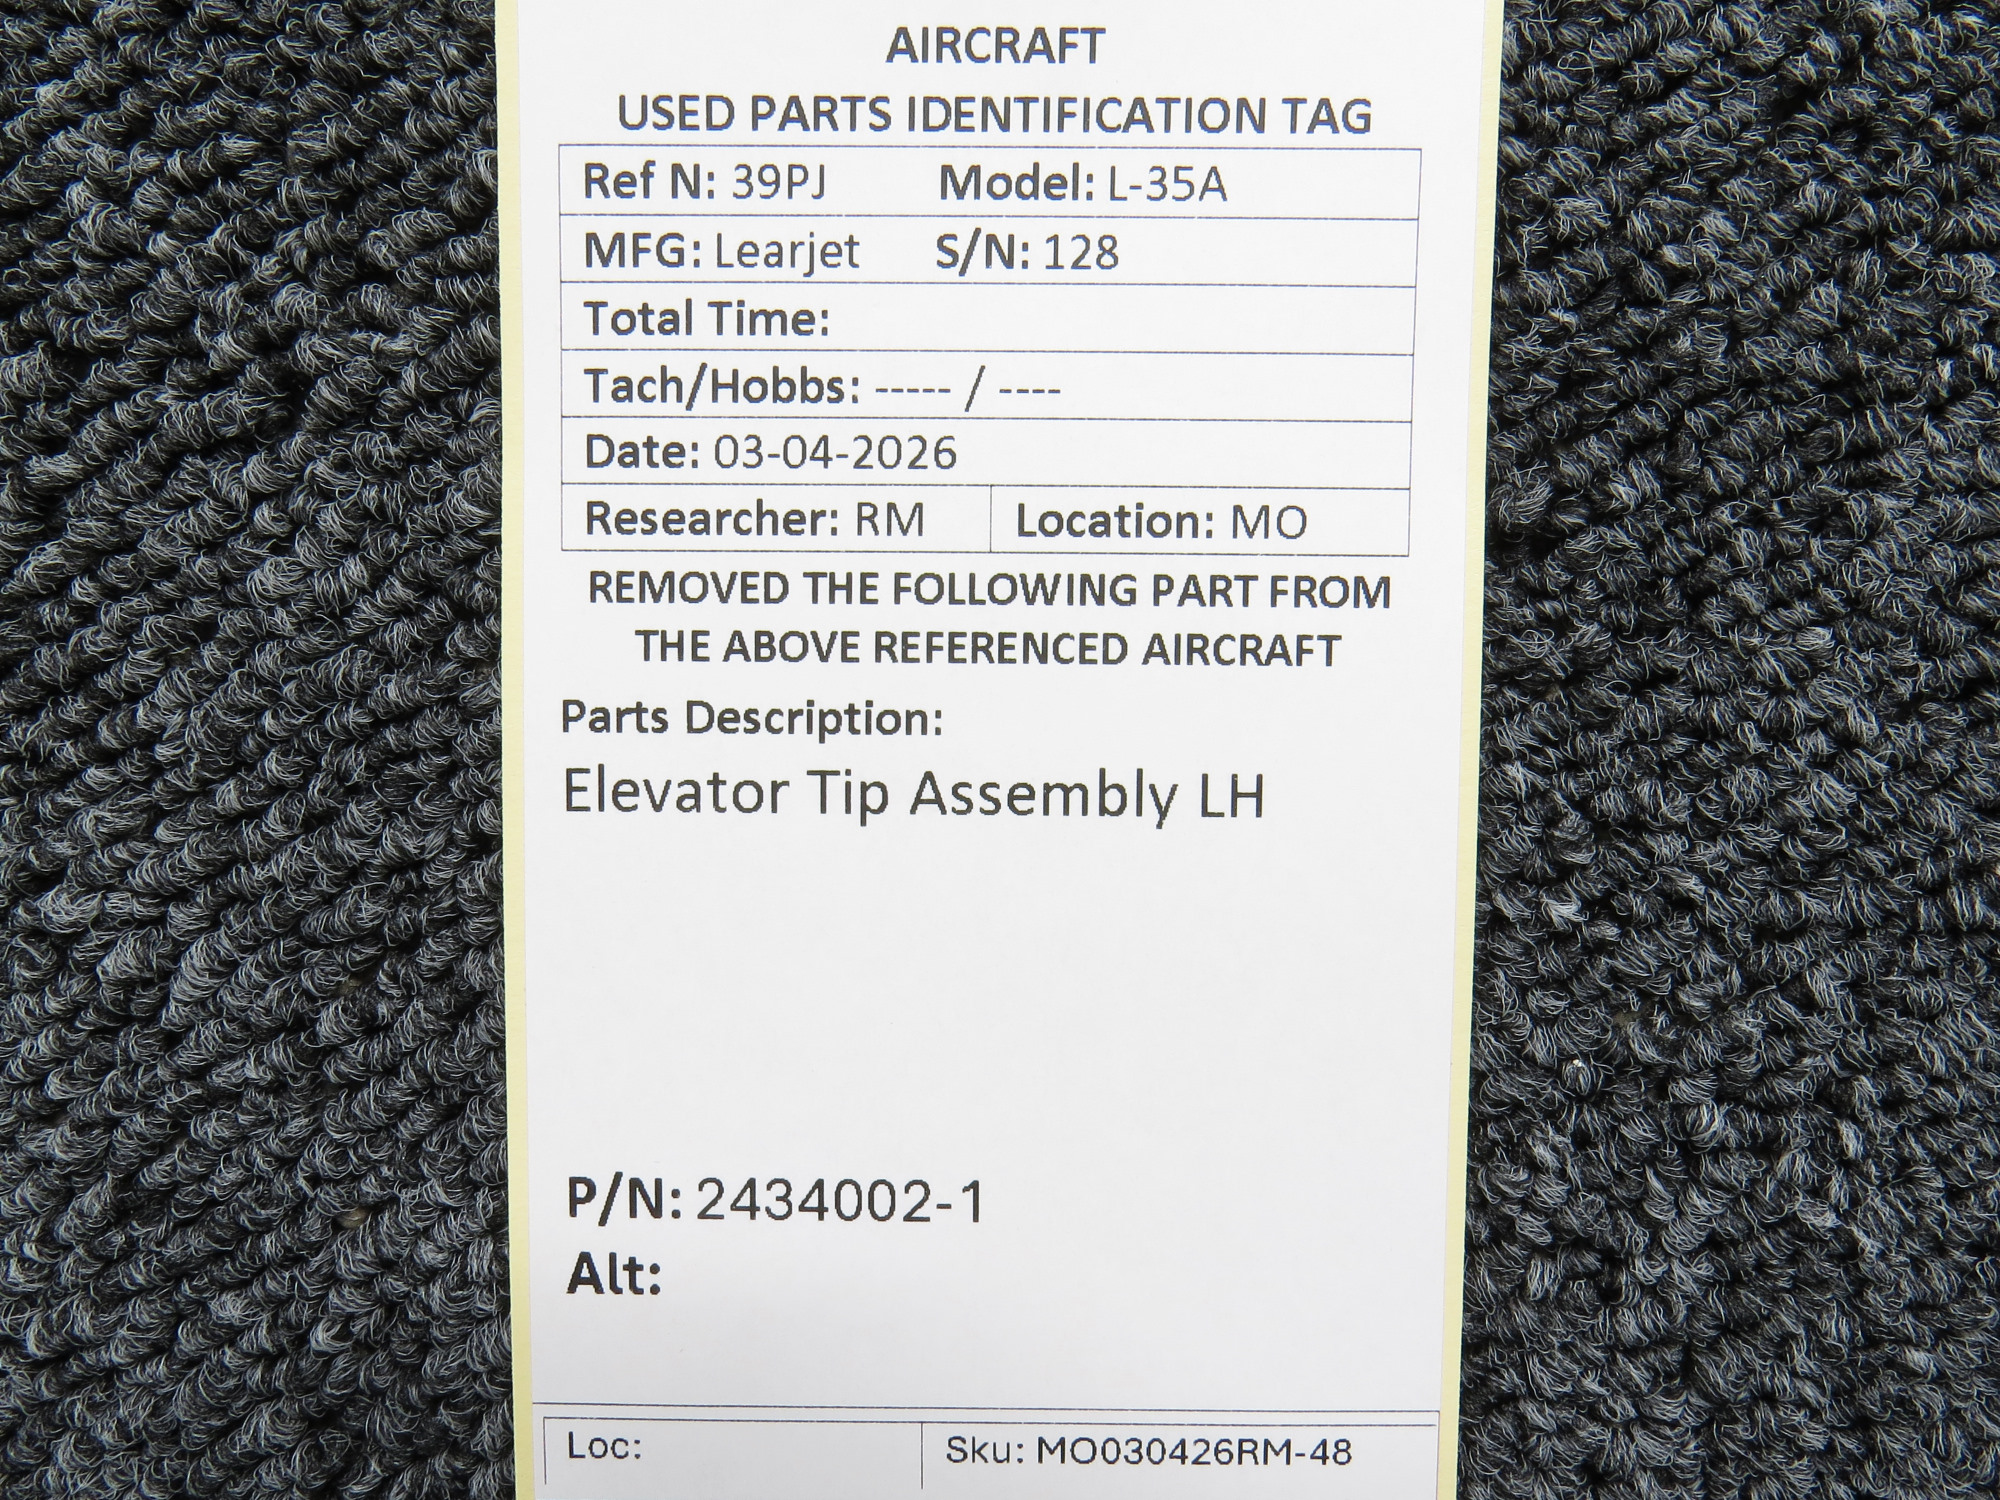 AIRCRAFT
USED PARTS IDENTIFICATION TAG
Ref N: 39PJ Model: L-35A
MFG: Learjet S/N: 128
Total Time:
Tach/Hobbs: ----- / ----
Date: 03-04-2026
Researcher: RM Location: MO
REMOVED THE FOLLOWING PART FROM
THE ABOVE REFERENCED AIRCRAFT
Parts Description:
Elevator Tip Assembly LH
P/N: 2434002-1
Alt:
Loc: Sku: MO030426RM-48